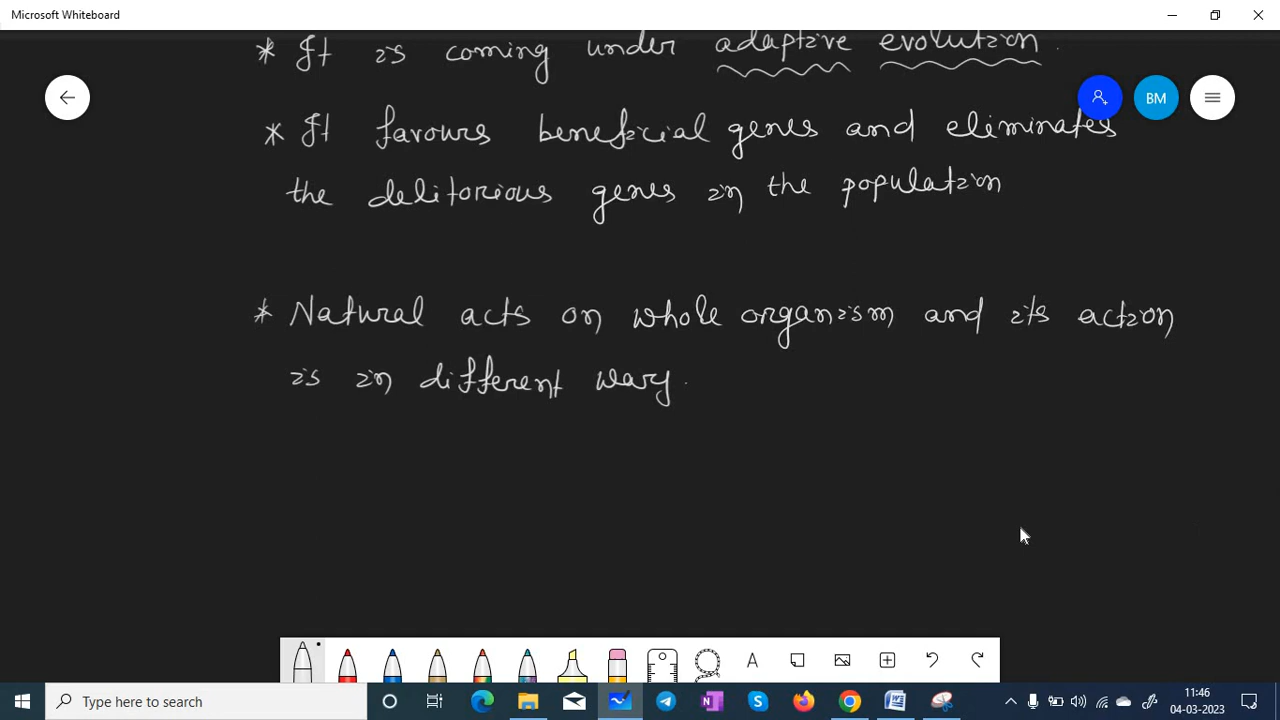 Microsoft Whiteboard
* It is coming under adaptive evolution.
BM
* It favours beneficial genes and eliminates
the delitorious genes in the population
* Natural acts on whole organism and its action
is in different way.
A
Type here to search
11:46
04-03-2023